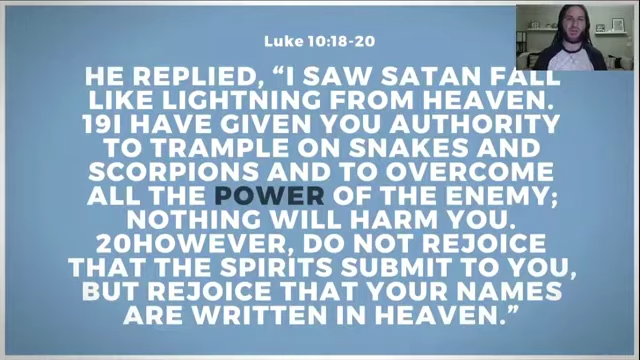 Luke 10:18-20
HE REPLIED, “I SAW SATAN FALL
LIKE LIGHTNING FROM HEAVEN.
19I HAVE GIVEN YOU AUTHORITY
TO TRAMPLE ON SNAKES AND
SCORPIONS AND TO OVERCOME
ALL THE POWER OF THE ENEMY;
NOTHING WILL HARM YOU.
20HOWEVER, DO NOT REJOICE
THAT THE SPIRITS SUBMIT TO YOU,
BUT REJOICE THAT YOUR NAMES
ARE WRITTEN IN HEAVEN.”